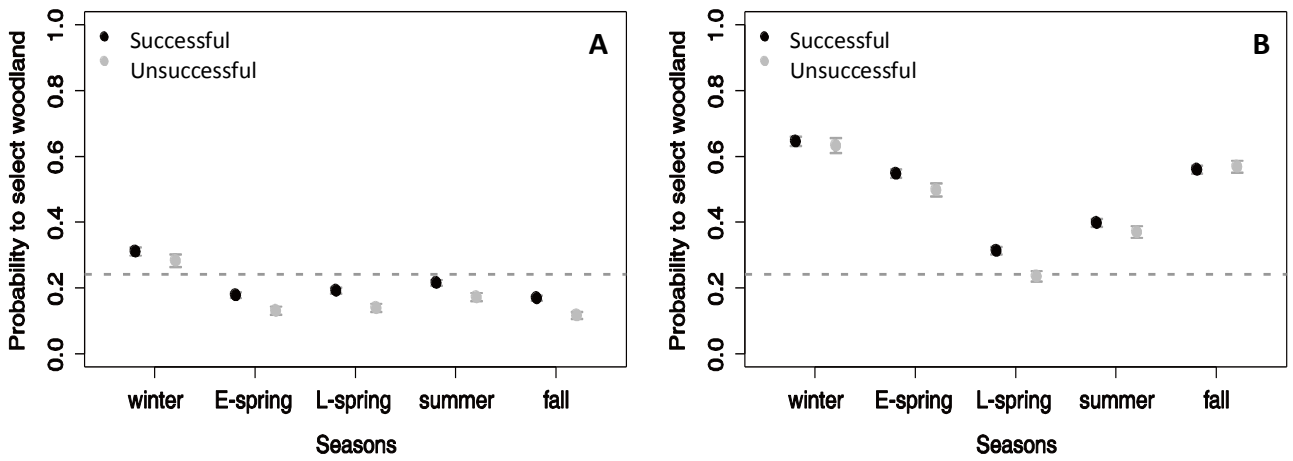 Probability to select woodland
1.0
0.8
0.6
0.4
0.2
0.0
Successful
Unsuccessful
A
winter E-spring L-spring summer fall
Seasons
Probability to select woodland
1.0
0.8
0.6
0.4
0.2
0.0
Successful
Unsuccessful
B
winter E-spring L-spring summer fall
Seasons